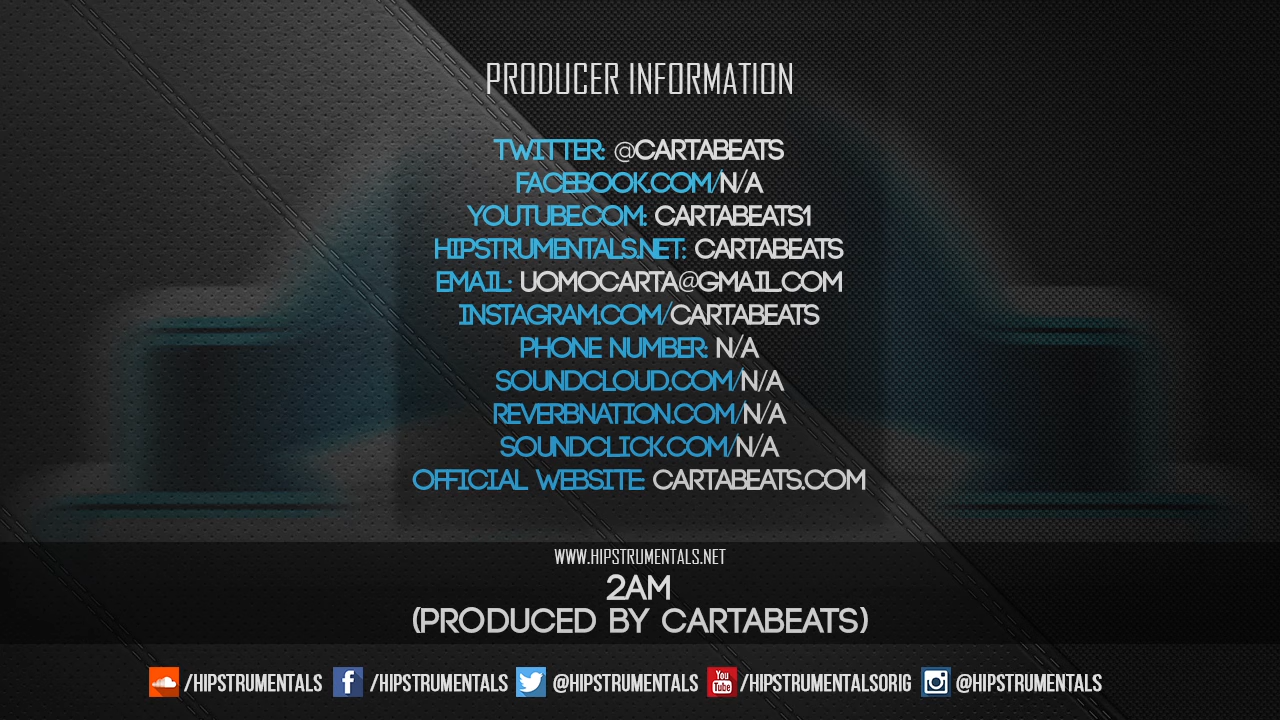 PRODUCER INFORMATION
TWITTER: @CARTABEATS
FACEBOOK.COM/N/A
YOUTUBE.COM: CARTABEATS1
HIPSTRUMENTALS.NET: CARTABEATS
EMAIL: UOMOCARTA@GMAIL.COM
INSTAGRAM.COM/CARTABEATS
PHONE NUMBER: N/A
SOUNDCLOUD.COM/N/A
REVERBNATION.COM/N/A
SOUNDCLICK.COM/N/A
OFFICIAL WEBSITE: CARTABEATS.COM
WWW.HIPSTRUMENTALS.NET
2AM
(PRODUCED BY CARTABEATS)
/HIPSTRUMENTALS f /HIPSTRUMENTALS @HIPSTRUMENTALS You Tube /HIPSTRUMENTALSORIG @HIPSTRUMENTALS